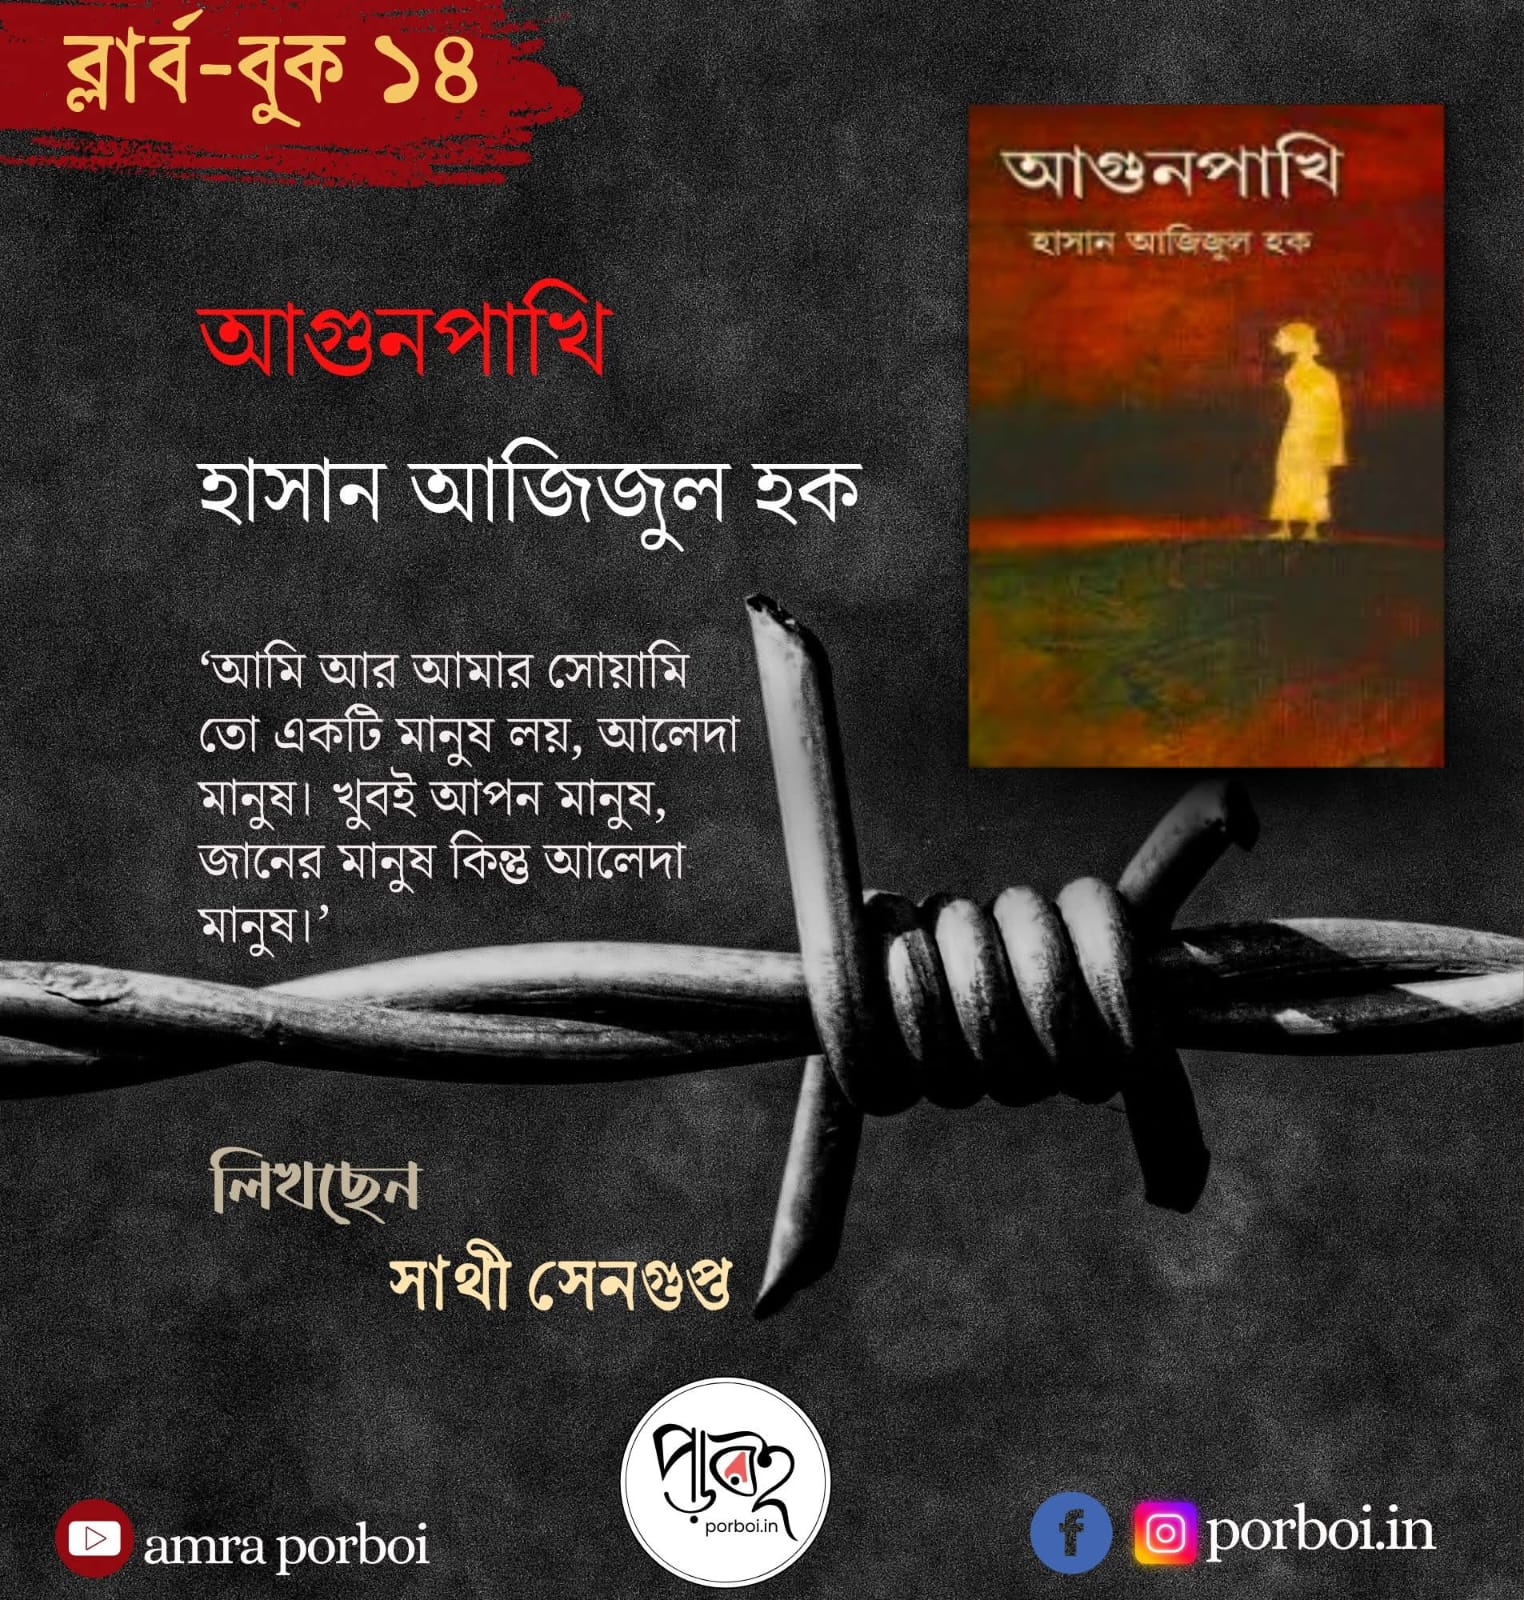 ব্লার্ব-বুক ১৪
আগুনপাখি
হাসান আজিজুল হক
আগুনপাখি
হাসান আজিজুল হক
‘আমি আর আমার সোয়ামি
তো একটি মানুষ লয়, আলেদা
মানুষ। খুবই আপন মানুষ,
জানের মানুষ কিন্তু আলেদা
মানুষ।’
লিখছেন
সাথী সেনগুপ্ত
porboi.in
amra porboi
porboi.in